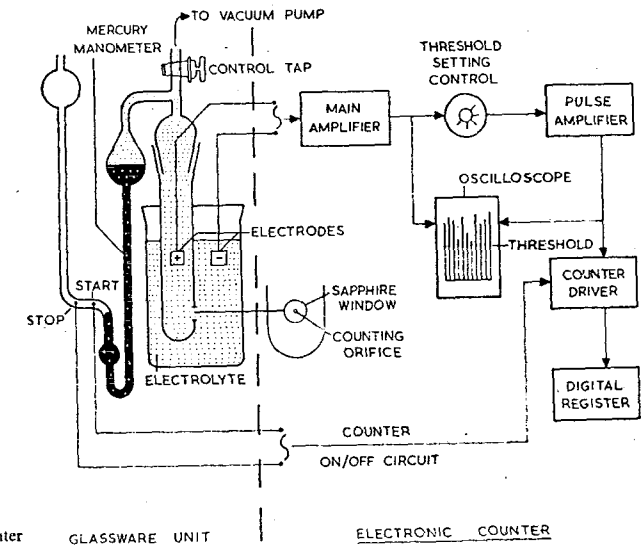 TO VACUUM PUMP
MERCURY
MANOMETER
CONTROL TAP
THRESHOLD
SETTING
CONTROL
MAIN
AMPLIFIER
PULSE
AMPLIFIER
OSCILLOSCOPE
THRESHOLD
ELECTRODES
+
-
START
STOP
SAPPHIRE
WINDOW
COUNTING
ORIFICE
COUNTER
DRIVER
ELECTROLYTE
DIGITAL
REGISTER
COUNTER
ON/OFF CIRCUIT
nter
GLASSWARE UNIT
ELECTRONIC COUNTER